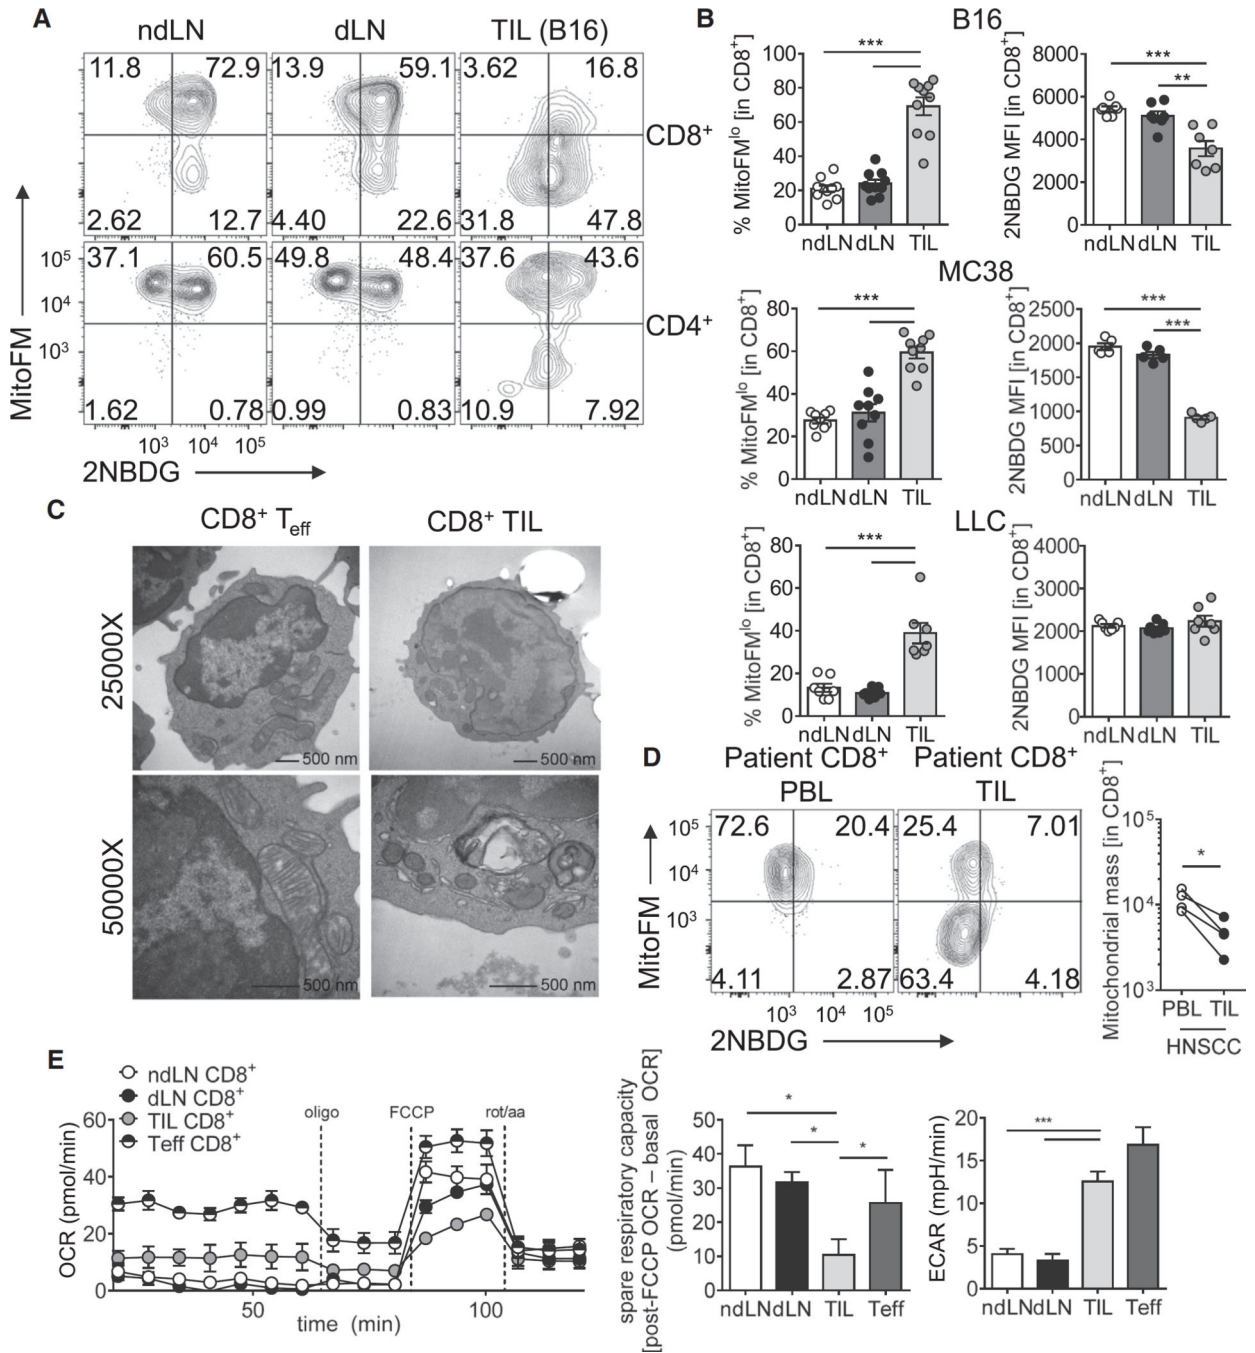 A
ndLN dLN TIL (B16)
11.8 72.9 13.9 59.1 3.62 16.8
CD8+
2.62 12.7 4.40 22.6 31.8 47.8
37.1 60.5 49.8 48.4 37.6 43.6
10⁵
10⁴
CD4+
10³
1.62 0.78 0.99 0.83 10.9 7.92
10³ 10⁴ 10⁵
MitoFM
2NBDG
B
B16
***
% MitoFMlo [in CD8+]
100
80
60
40
20
0
ndLN dLN TIL
***
**
2NBDG MFI [in CD8+]
8000
6000
4000
2000
0
ndLN dLN TIL
MC38
***
% MitoFMlo [in CD8+]
80
60
40
20
0
ndLN dLN TIL
***
***
2NBDG MFI [in CD8+]
2500
2000
1500
1000
500
0
ndLN dLN TIL
LLC
***
% MitoFMlo [in CD8+]
80
60
40
20
0
ndLN dLN TIL
2NBDG MFI [in CD8+]
4000
3000
2000
1000
0
ndLN dLN TIL
C
CD8+ Teff CD8+ TIL
25000X
500 nm 500 nm
50000X
500 nm 500 nm
D
Patient CD8+ Patient CD8+
PBL TIL
72.6 20.4 25.4 7.01
10⁵
10⁴
10³
4.11 2.87 63.4 4.18
10³ 10⁴ 10⁵
MitoFM
2NBDG
Mitochondrial mass [in CD8+]
10⁵
*
10⁴
10³
PBL TIL
HNSCC
E
ndLN CD8+
dLN CD8+
TIL CD8+
Teff CD8+
oligo FCCP rot/aa
OCR (pmol/min)
60
40
20
0
50 100
time (min)
spare respiratory capacity
[post-FCCP OCR – basal OCR]
(pmol/min)
50
40
30
20
10
0
*
*
*
ndLN dLN TIL Teff
ECAR (mpH/min)
20
15
10
5
0
***
ndLN dLN TIL Teff